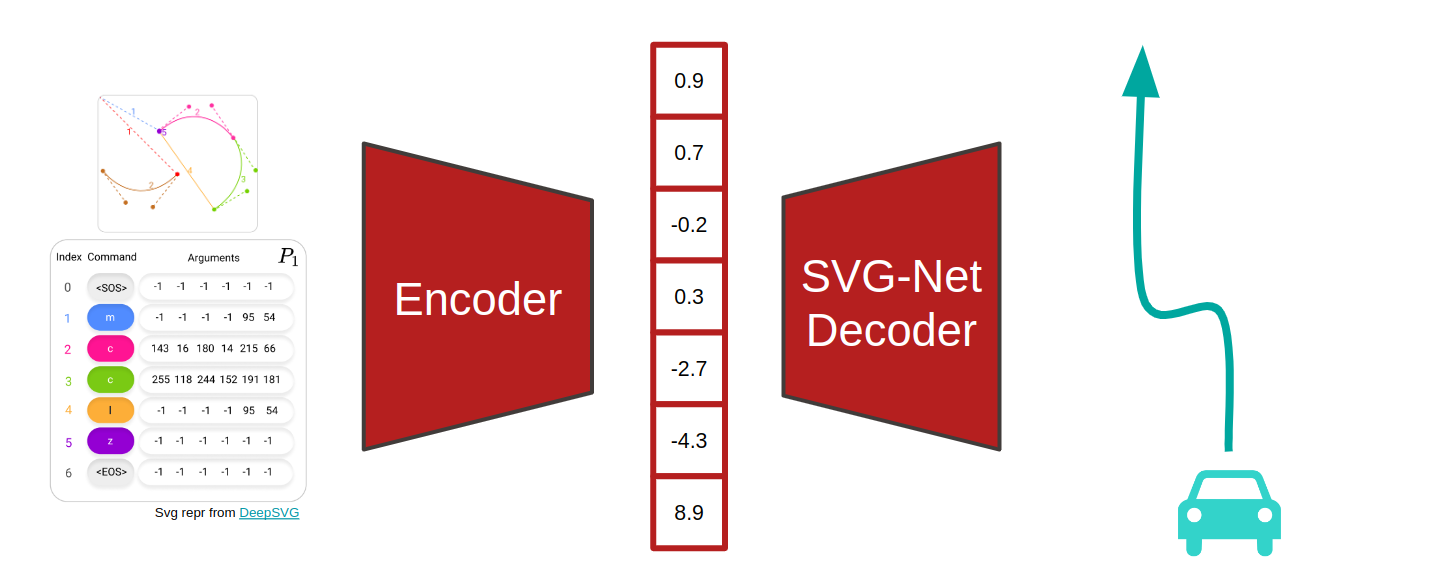 1
2
1
5
4
3
2
Index Command Arguments P1
0 <SOS> -1 -1 -1 -1 -1 -1
1 m -1 -1 -1 -1 95 54
2 c 143 16 180 14 215 66
3 c 255 118 244 152 191 181
4 l -1 -1 -1 -1 95 54
5 z -1 -1 -1 -1 -1 -1
6 <EOS> -1 -1 -1 -1 -1 -1
Svg repr from DeepSVG
Encoder
0.9
0.7
-0.2
0.3
-2.7
-4.3
8.9
SVG-Net
Decoder